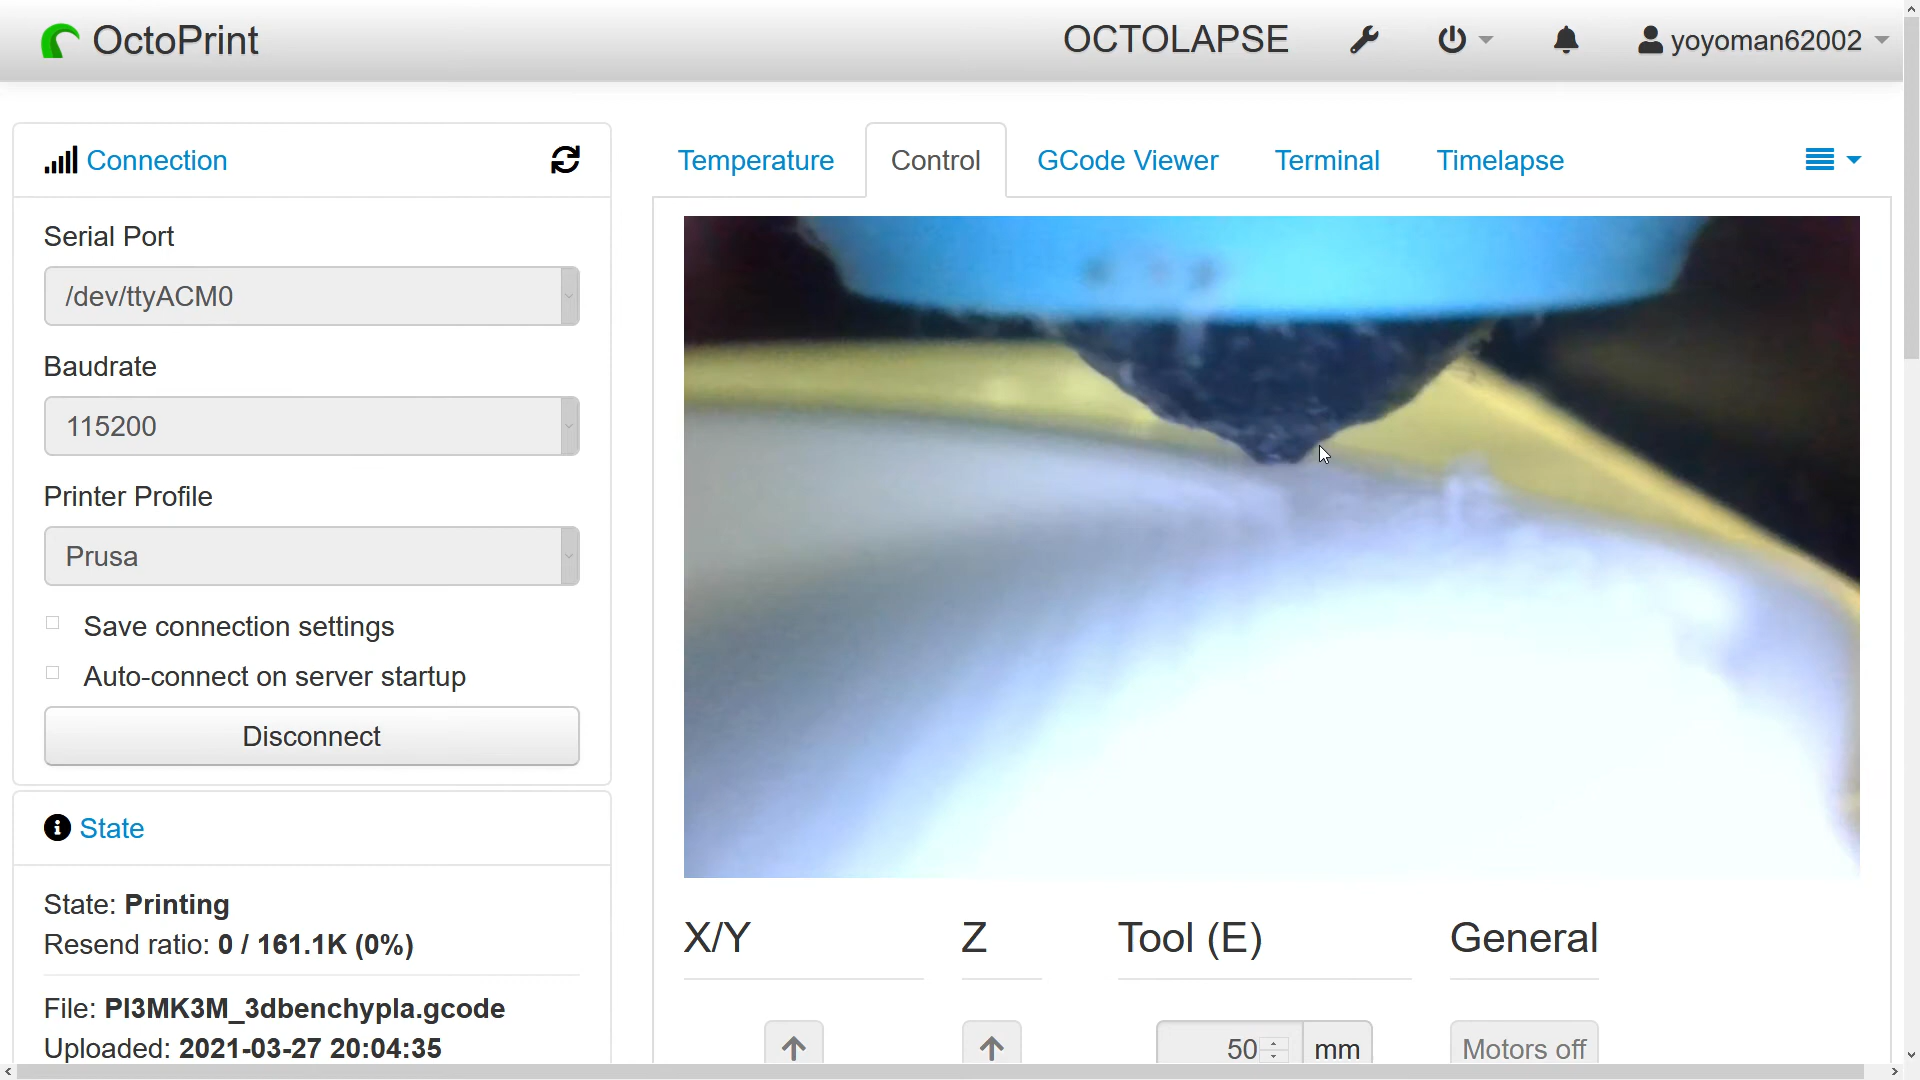 OctoPrint
OCTOLAPSE
yoyoman62002
Connection
Temperature
Control
GCode Viewer
Terminal
Timelapse
Serial Port
/dev/ttyACM0
Baudrate
115200
Printer Profile
Prusa
Save connection settings
Auto-connect on server startup
Disconnect
State
State: Printing
Resend ratio: 0 / 161.1K (0%)
File: PI3MK3M_3dbenchypla.gcode
Uploaded: 2021-03-27 20:04:35
X/Y
Z
Tool (E)
General
50
mm
Motors off